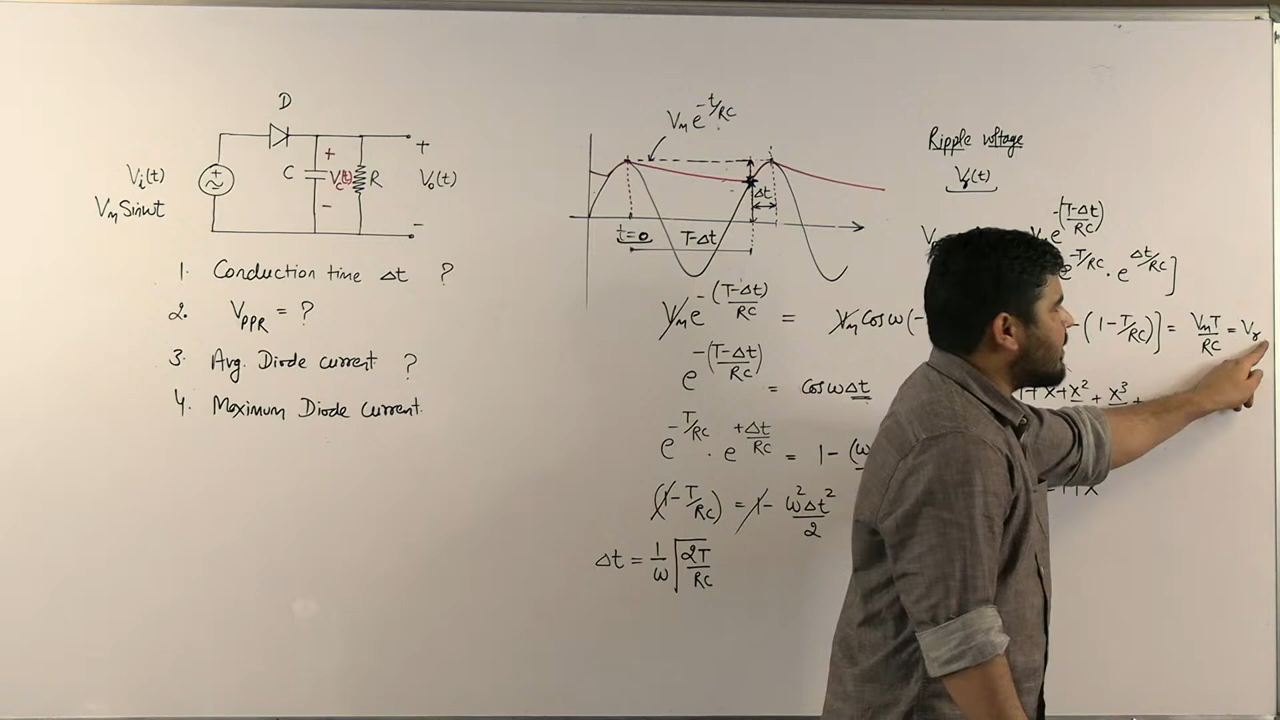 D
Vi(t)
VM Sinωt
+
~
C
+
Vc(t)
-
R
+
Vo(t)
-
1. Conduction time Δt ?
2. VPPR = ?
3. Avg. Diode current ?
4. Maximum Diode Current.
VM e^-t/RC
Δt
t=0
T-Δt
VM e^-(T-Δt)/RC = VM Cosω(-
e^-(T-Δt)/RC = Cosω Δt
e^-T/RC . e^+Δt/RC = 1 - (ω
(1-T/RC) = 1 - ω²Δt²/2
Δt = 1/ω √2T/RC
Ripple voltage
Vr(t)
e^-(T-Δt)/RC
e^-T/RC . e^Δt/RC]
- (1-T/RC)] = VMT/RC = Vr
1+x+x²+x³+
=1+x